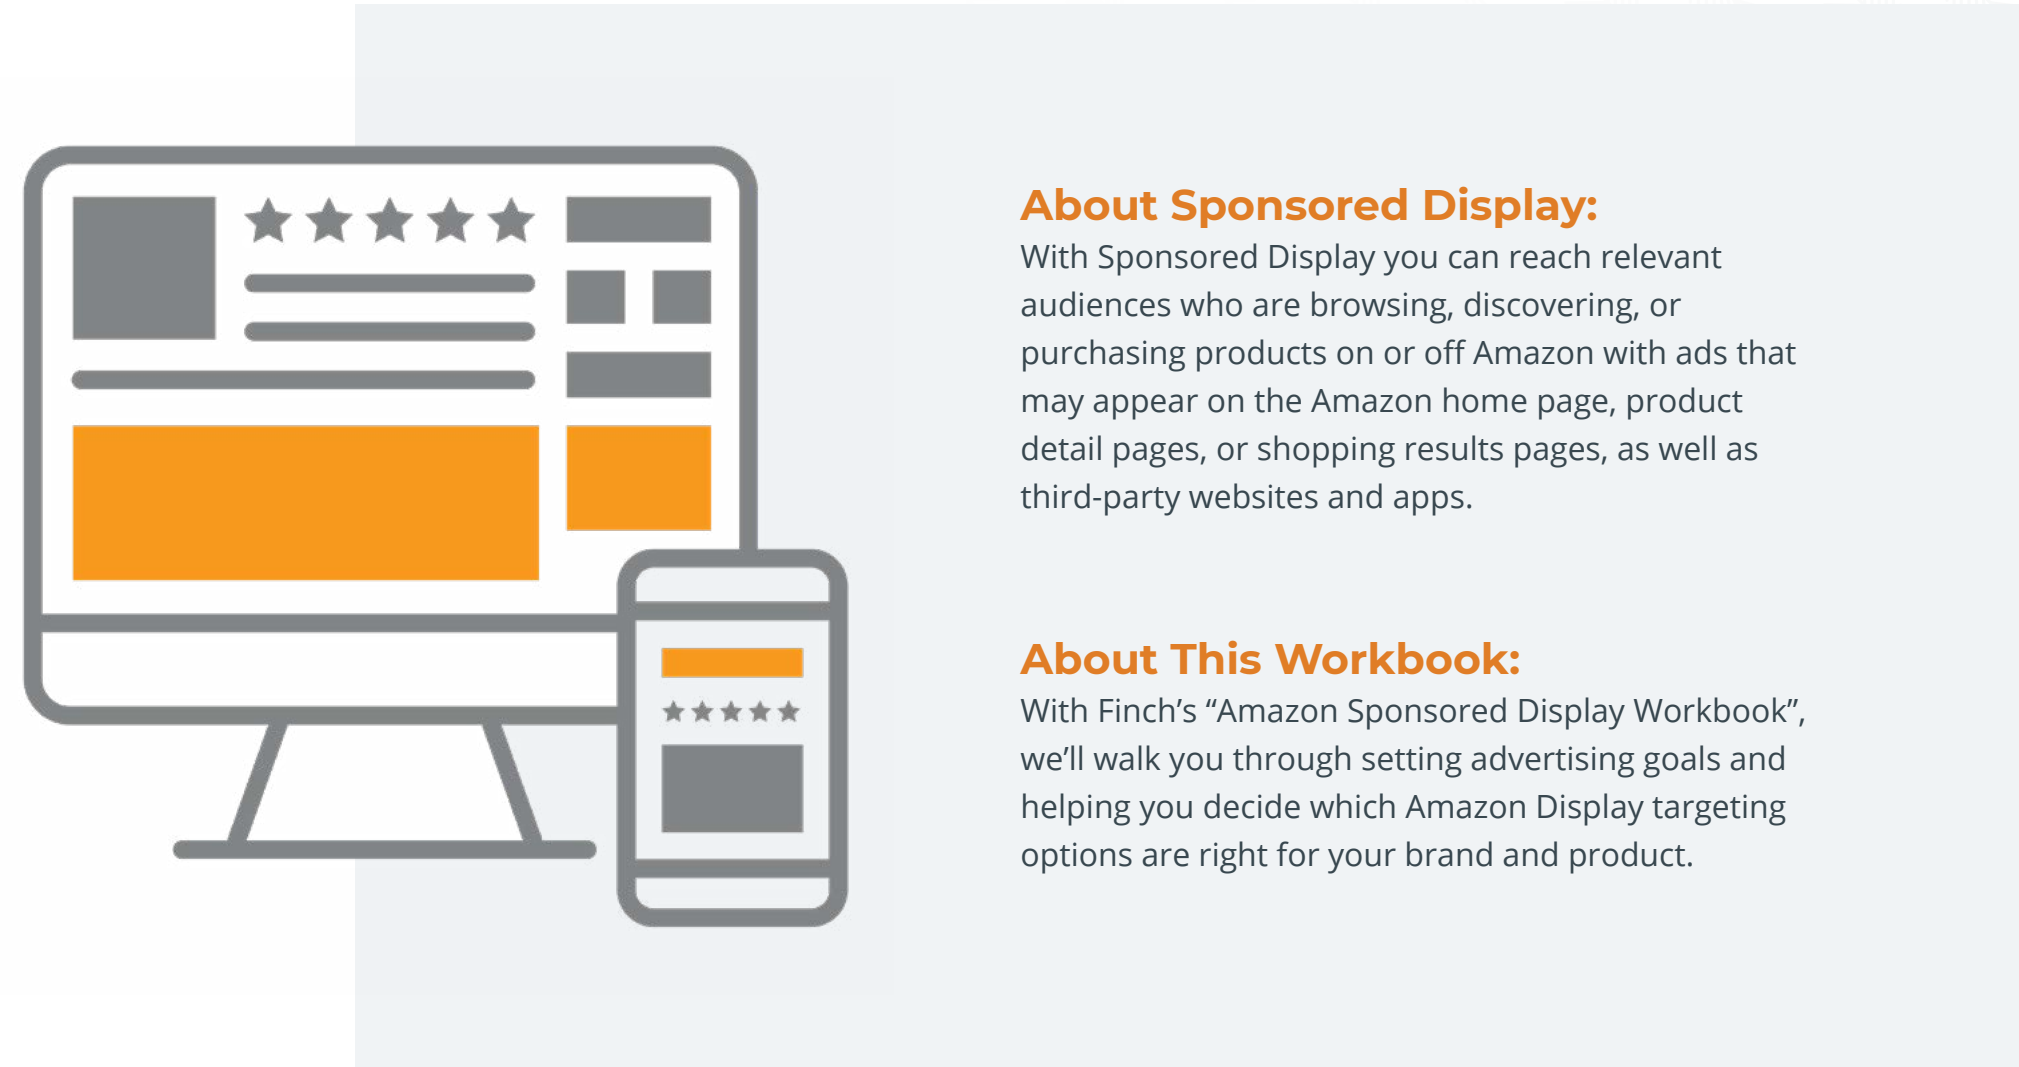 About Sponsored Display:
With Sponsored Display you can reach relevant
audiences who are browsing, discovering, or
purchasing products on or off Amazon with ads that
may appear on the Amazon home page, product
detail pages, or shopping results pages, as well as
third-party websites and apps.
About This Workbook:
With Finch’s “Amazon Sponsored Display Workbook”,
we’ll walk you through setting advertising goals and
helping you decide which Amazon Display targeting
options are right for your brand and product.